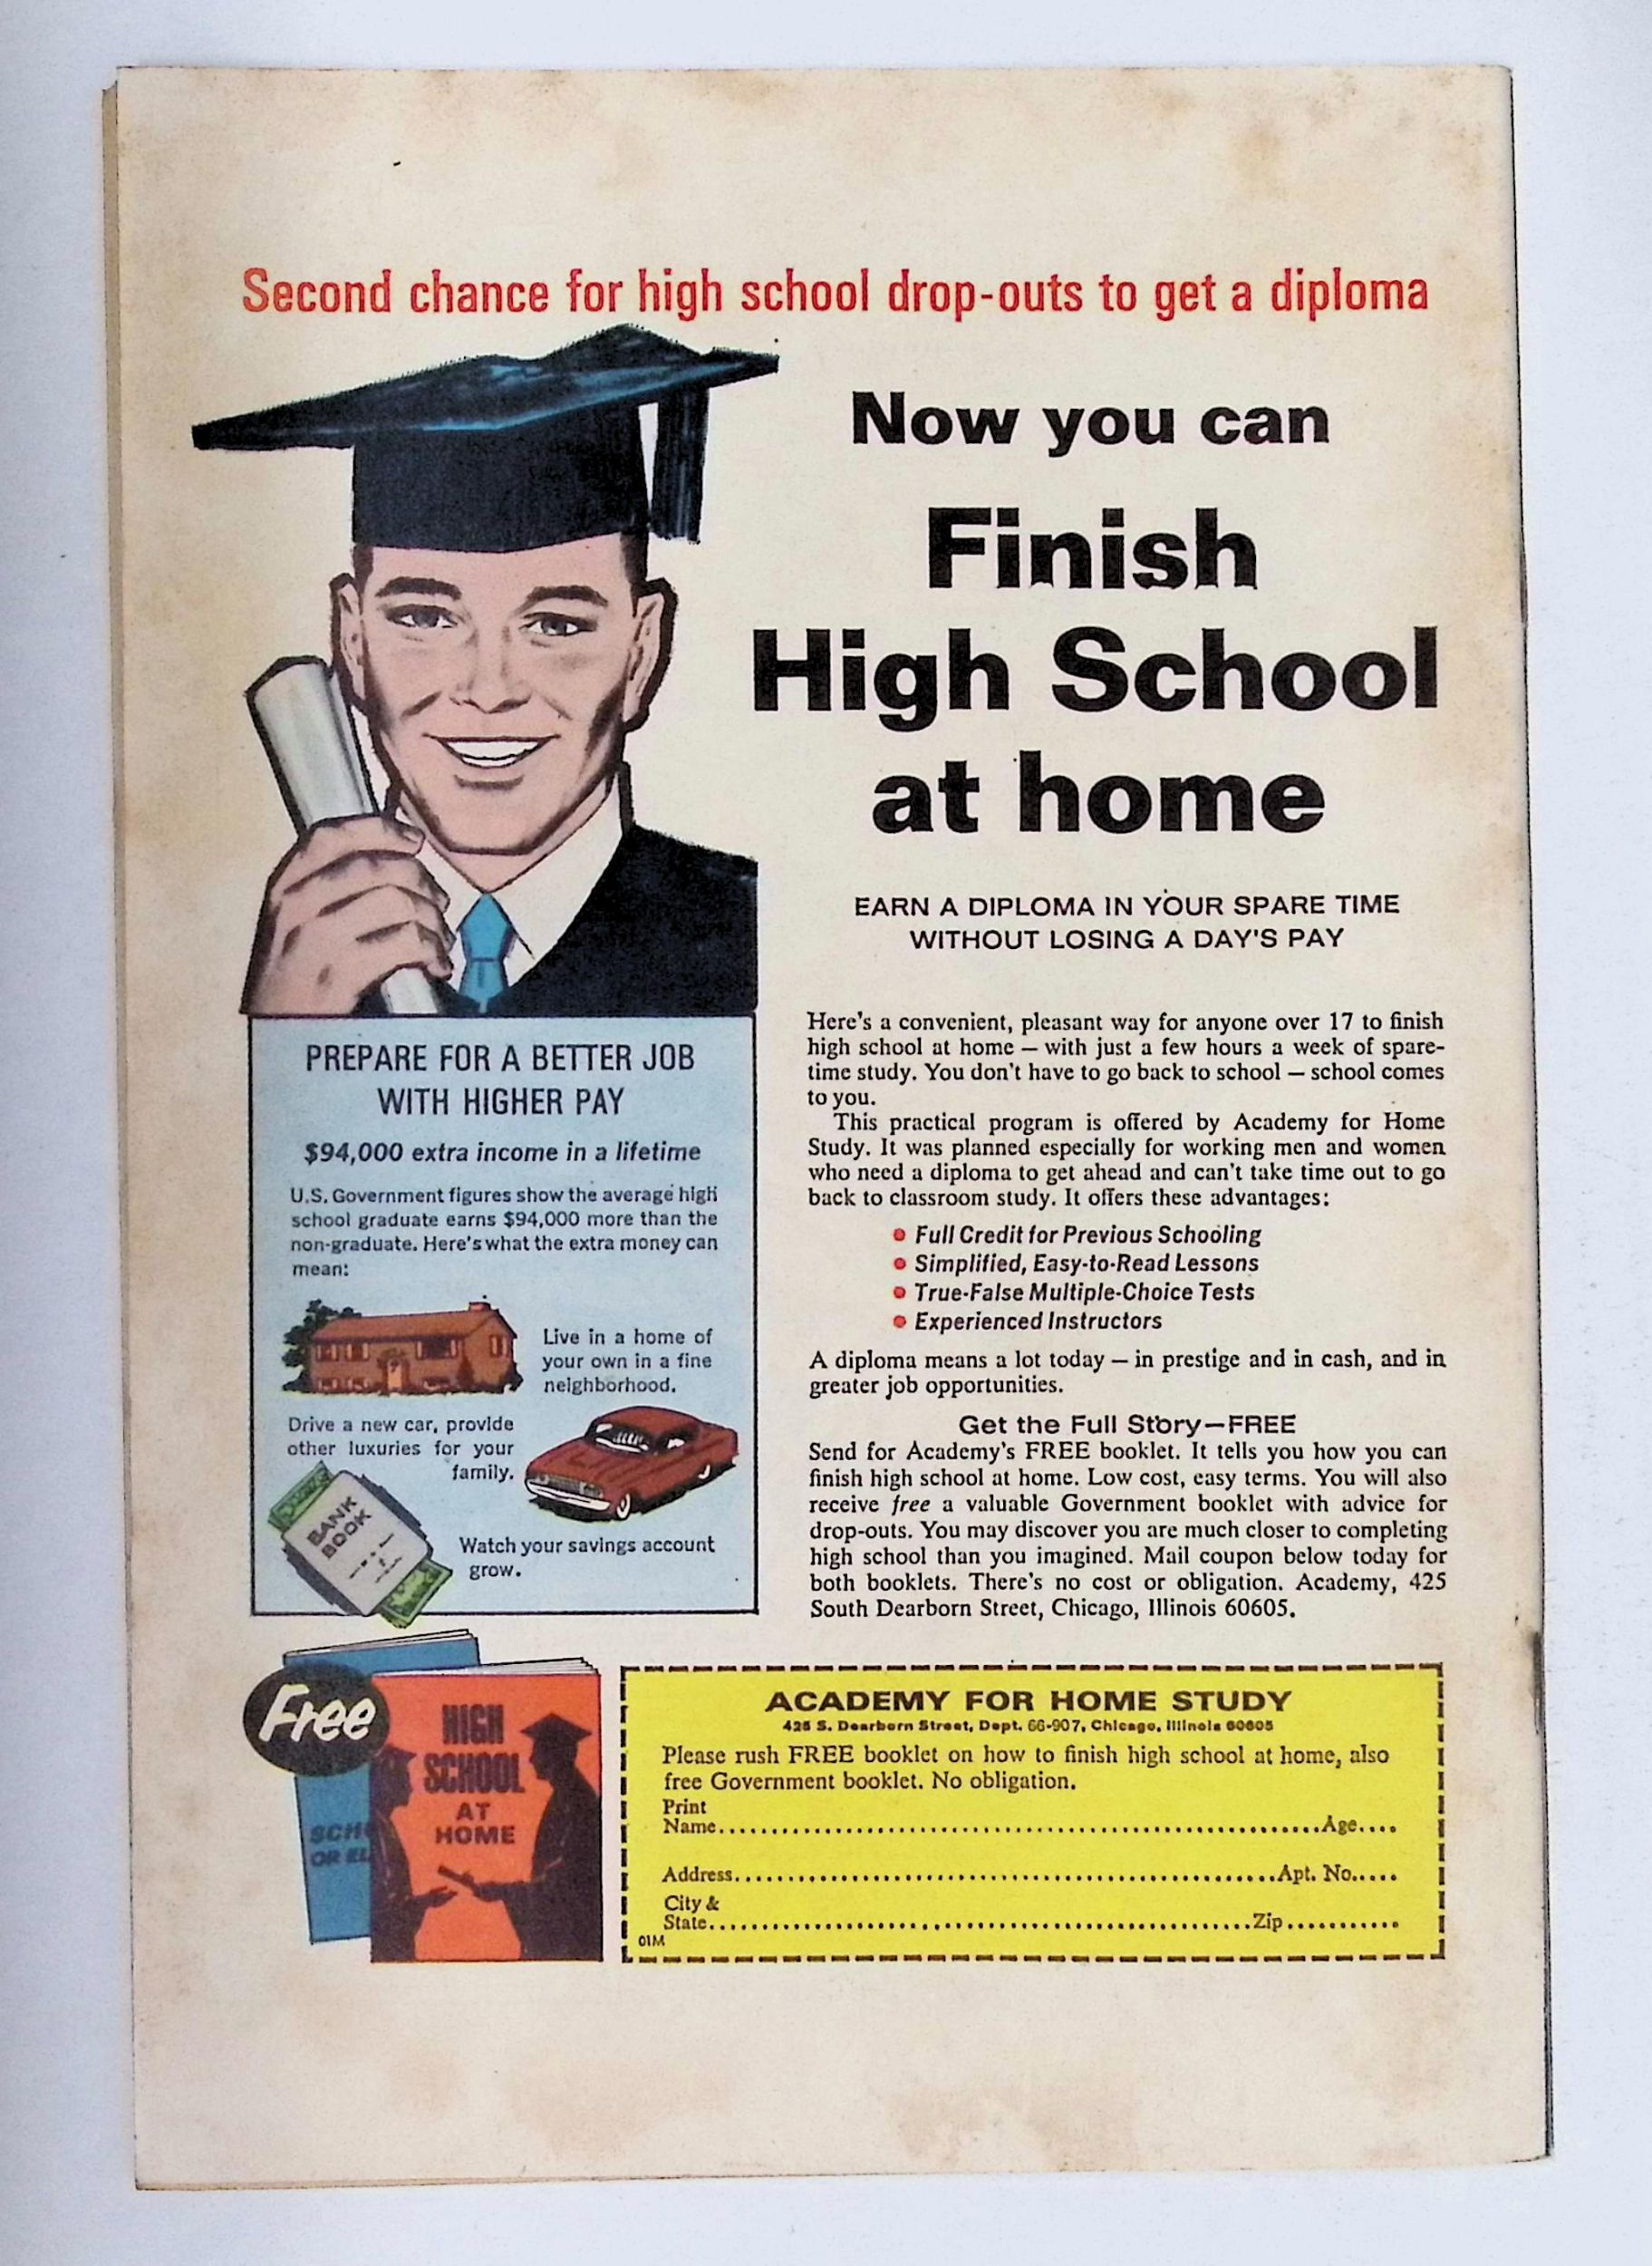 Second chance for high school drop-outs to get a diploma
Now you can
Finish
High School
at home
EARN A DIPLOMA IN YOUR SPARE TIME
WITHOUT LOSING A DAY'S PAY
PREPARE FOR A BETTER JOB
WITH HIGHER PAY
$94,000 extra income in a lifetime
U.S. Government figures show the average high
school graduate earns $94,000 more than the
non-graduate. Here's what the extra money can
mean:
Live in a home of
your own in a fine
neighborhood.
Drive a new car, provide
other luxuries for your
family.
BANK
BOOK
Watch your savings account
grow.
Here's a convenient, pleasant way for anyone over 17 to finish
high school at home — with just a few hours a week of spare-
time study. You don't have to go back to school — school comes
to you.
This practical program is offered by Academy for Home
Study. It was planned especially for working men and women
who need a diploma to get ahead and can't take time out to go
back to classroom study. It offers these advantages:
• Full Credit for Previous Schooling
• Simplified, Easy-to-Read Lessons
• True-False Multiple-Choice Tests
• Experienced Instructors
A diploma means a lot today — in prestige and in cash, and in
greater job opportunities.
Get the Full Story—FREE
Send for Academy's FREE booklet. It tells you how you can
finish high school at home. Low cost, easy terms. You will also
receive free a valuable Government booklet with advice for
drop-outs. You may discover you are much closer to completing
high school than you imagined. Mail coupon below today for
both booklets. There's no cost or obligation. Academy, 425
South Dearborn Street, Chicago, Illinois 60605.
Free
SCH
OR EL
HIGH
SCHOOL
AT
HOME
ACADEMY FOR HOME STUDY
425 S. Dearborn Street, Dept. 66-907, Chicago, Illinois 60605
Please rush FREE booklet on how to finish high school at home, also
free Government booklet. No obligation.
Print
Name..........Age....
Address..........Apt. No.....
City &
State..........Zip...........
01M